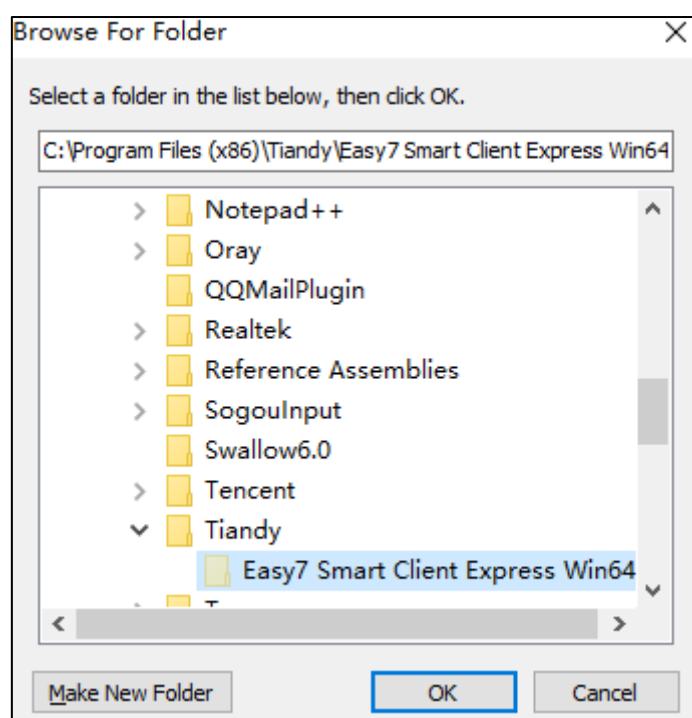 Browse For Folder
Select a folder in the list below, then click OK.
C:\Program Files (x86)\Tiandy\Easy7 Smart Client Express Win64
Notepad++
Oray
QQMailPlugin
Realtek
Reference Assemblies
SogouInput
Swallow6.0
Tencent
Tiandy
Easy7 Smart Client Express Win64
Make New Folder
OK
Cancel